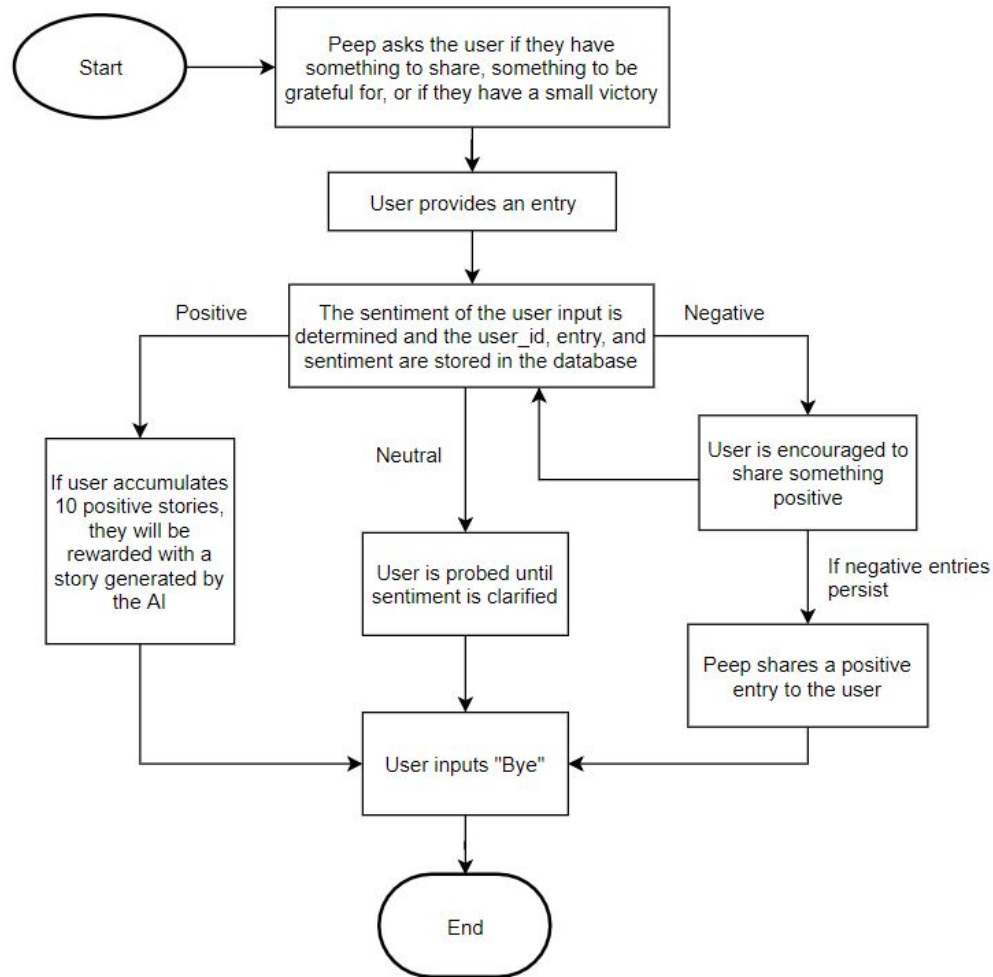 Start
Peep asks the user if they have
something to share, something to be
grateful for, or if they have a small victory
User provides an entry
Positive
The sentiment of the user input is
determined and the user_id, entry, and
sentiment are stored in the database
Negative
If user accumulates
10 positive stories,
they will be
rewarded with a
story generated by
the AI
Neutral
User is encouraged to
share something
positive
User is probed until
sentiment is clarified
If negative entries
persist
Peep shares a positive
entry to the user
User inputs "Bye"
End